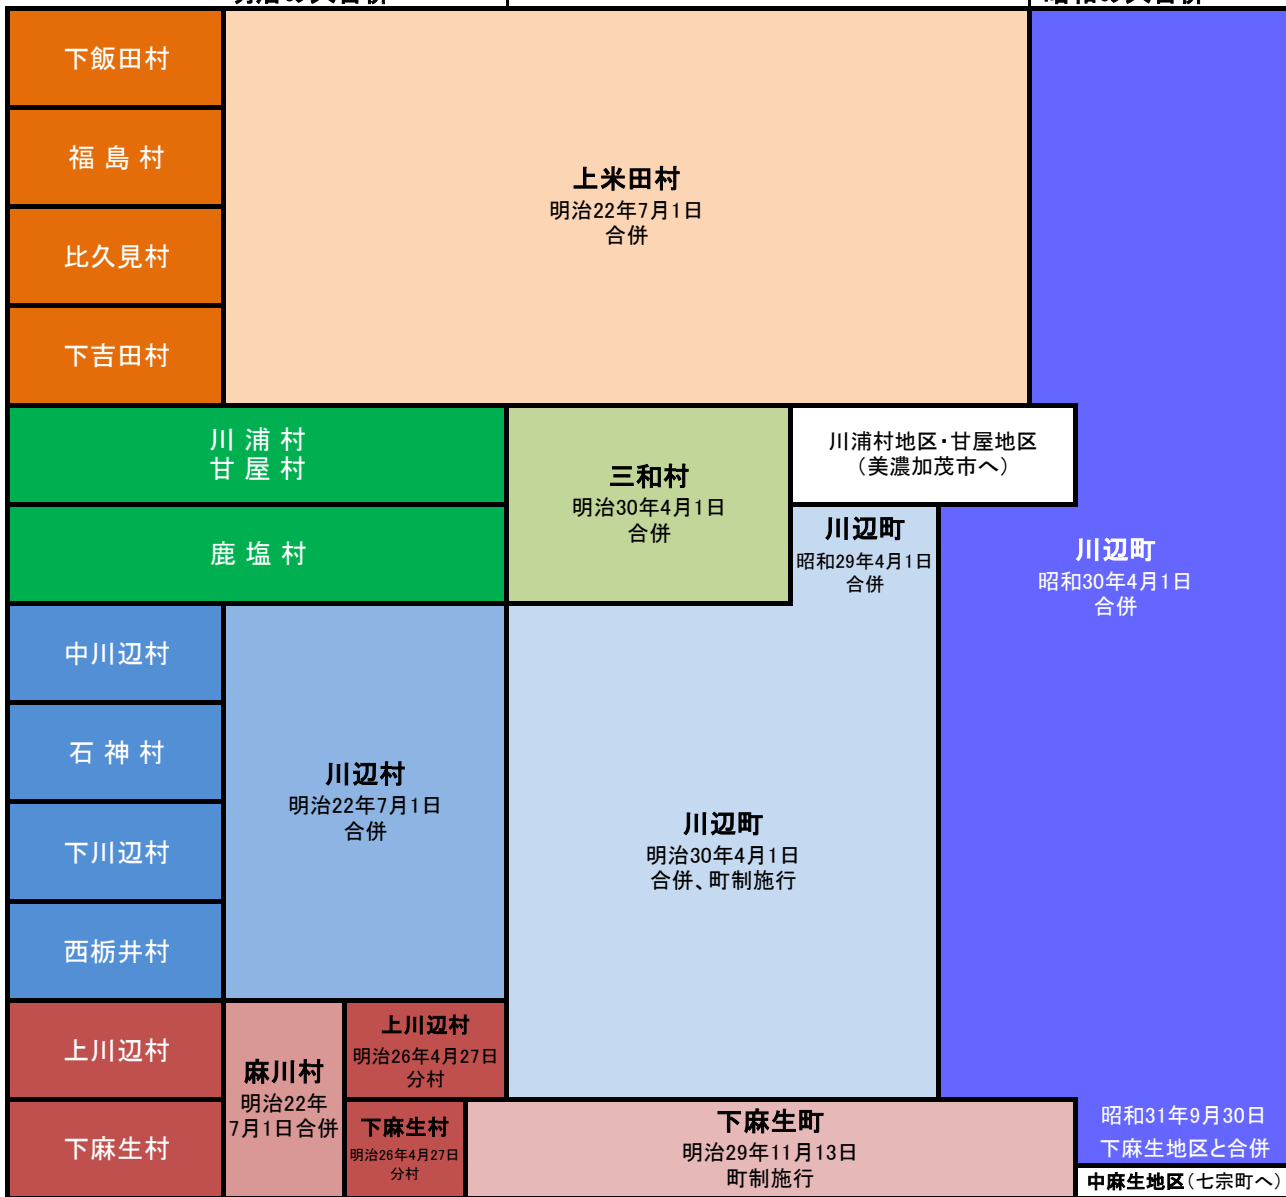 下飯田村
福島村
比久見村
下吉田村
上米田村
明治22年7月1日
合併
川浦村
甘屋村
鹿塩村
三和村
明治30年4月1日
合併
川浦村地区・甘屋地区
（美濃加茂市へ）
川辺町
昭和29年4月1日
合併
川辺町
昭和30年4月1日
合併
中川辺村
石神村
下川辺村
西栃井村
川辺村
明治22年7月1日
合併
川辺町
明治30年4月1日
合併、町制施行
上川辺村
下麻生村
麻川村
明治22年
7月1日合併
上川辺村
明治26年4月27日
分村
下麻生村
明治26年4月27日
分村
下麻生町
明治29年11月13日
町制施行
昭和31年9月30日
下麻生地区と合併
中麻生地区（七宗町へ）